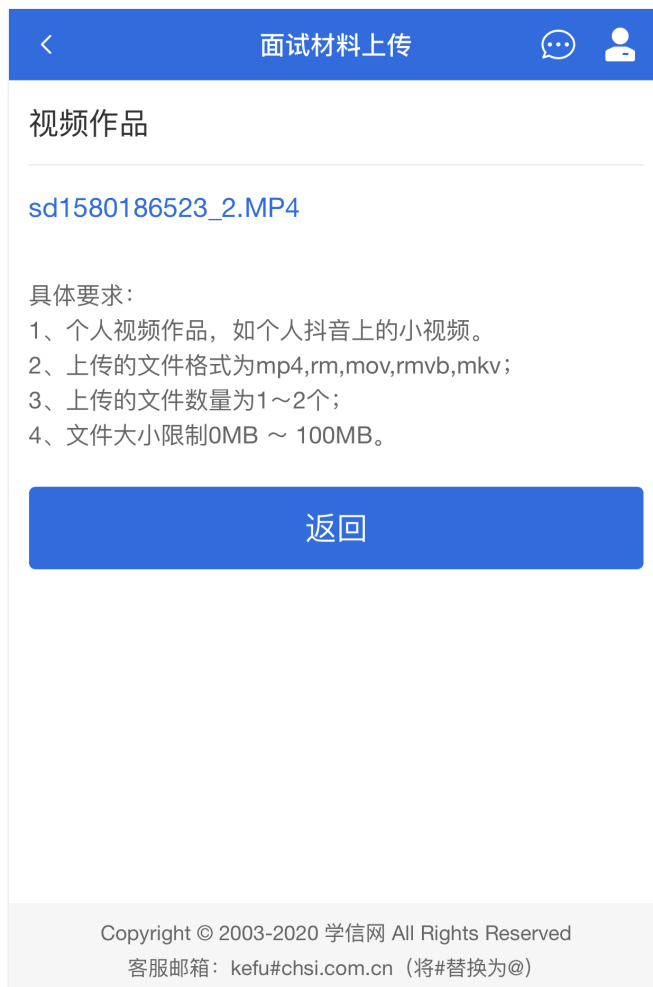 面试材料上传
视频作品
sd1580186523_2.MP4
具体要求：
1、个人视频作品，如个人抖音上的小视频。
2、上传的文件格式为mp4,rm,mov,rmvb,mkv；
3、上传的文件数量为1～2个；
4、文件大小限制0MB ～ 100MB。
返回
Copyright © 2003-2020 学信网 All Rights Reserved
客服邮箱：kefu#chsi.com.cn（将#替换为@）